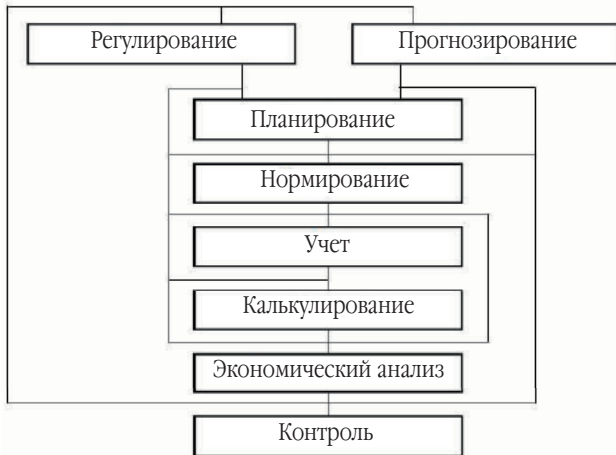 Регулирование
Прогнозирование
Планирование
Нормирование
Учет
Калькулирование
Экономический анализ
Контроль